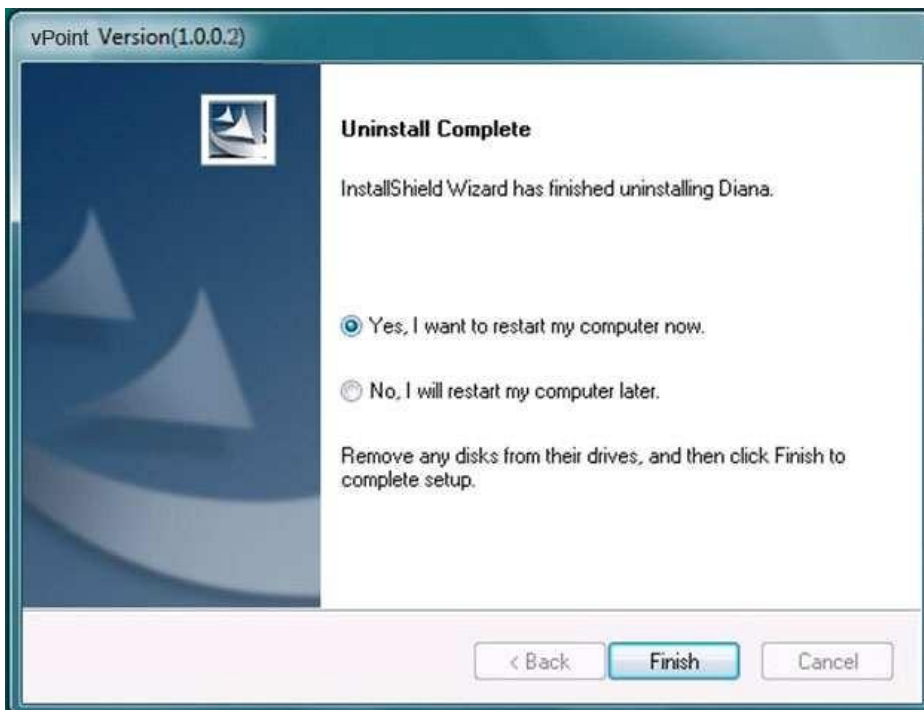 vPoint Version(1.0.0.2)
Uninstall Complete
InstallShield Wizard has finished uninstalling Diana.
Yes, I want to restart my computer now.
No, I will restart my computer later.
Remove any disks from their drives, and then click Finish to
complete setup.
< Back Finish Cancel